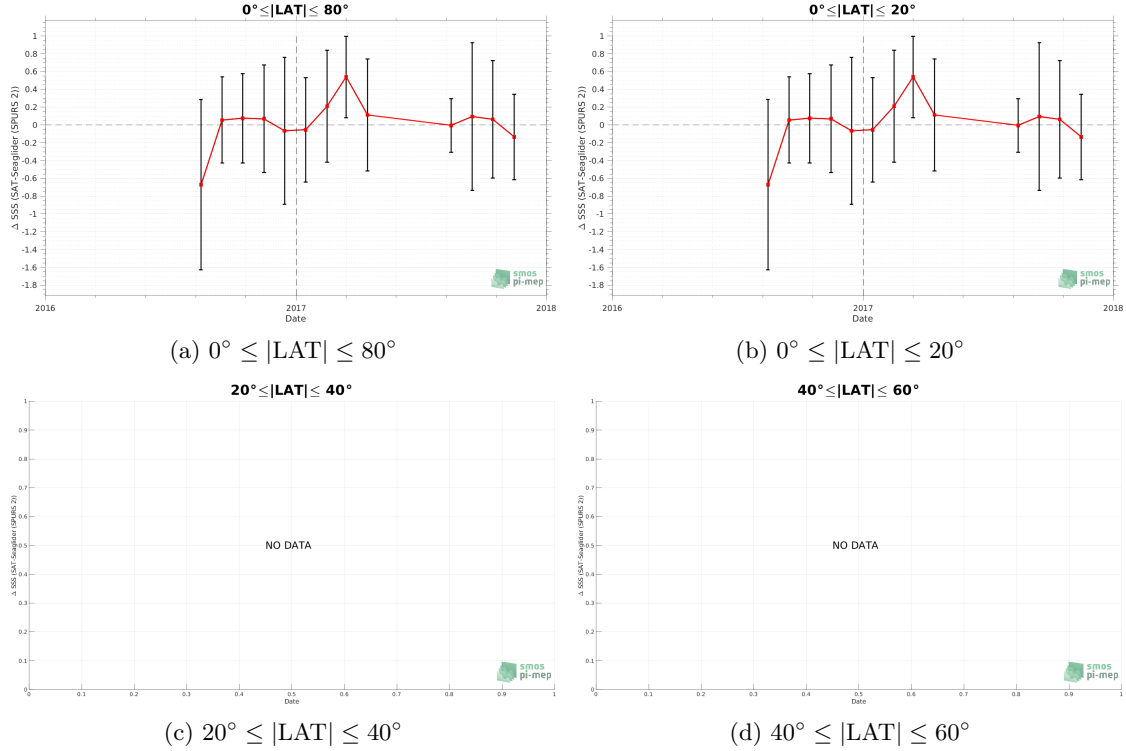 0°≤|LAT|≤ 80°
Δ SSS (SAT-Seaglider (SPURS 2))
1
0.8
0.6
0.4
0.2
0
-0.2
-0.4
-0.6
-0.8
-1
-1.2
-1.4
-1.6
-1.8
2016
2017
2018
Date
smos
pi-mep
(a) 0° ≤ |LAT| ≤ 80°
0°≤|LAT|≤ 20°
Δ SSS (SAT-Seaglider (SPURS 2))
1
0.8
0.6
0.4
0.2
0
-0.2
-0.4
-0.6
-0.8
-1
-1.2
-1.4
-1.6
-1.8
2016
2017
2018
Date
smos
pi-mep
(b) 0° ≤ |LAT| ≤ 20°
20°≤|LAT|≤ 40°
Δ SSS (SAT-Seaglider (SPURS 2))
1
0.9
0.8
0.7
0.6
0.5
0.4
0.3
0.2
0.1
0
NO DATA
0 0.1 0.2 0.3 0.4 0.5 0.6 0.7 0.8 0.9 1
Date
smos
pi-mep
(c) 20° ≤ |LAT| ≤ 40°
40°≤|LAT|≤ 60°
Δ SSS (SAT-Seaglider (SPURS 2))
1
0.9
0.8
0.7
0.6
0.5
0.4
0.3
0.2
0.1
0
NO DATA
0 0.1 0.2 0.3 0.4 0.5 0.6 0.7 0.8 0.9 1
Date
smos
pi-mep
(d) 40° ≤ |LAT| ≤ 60°